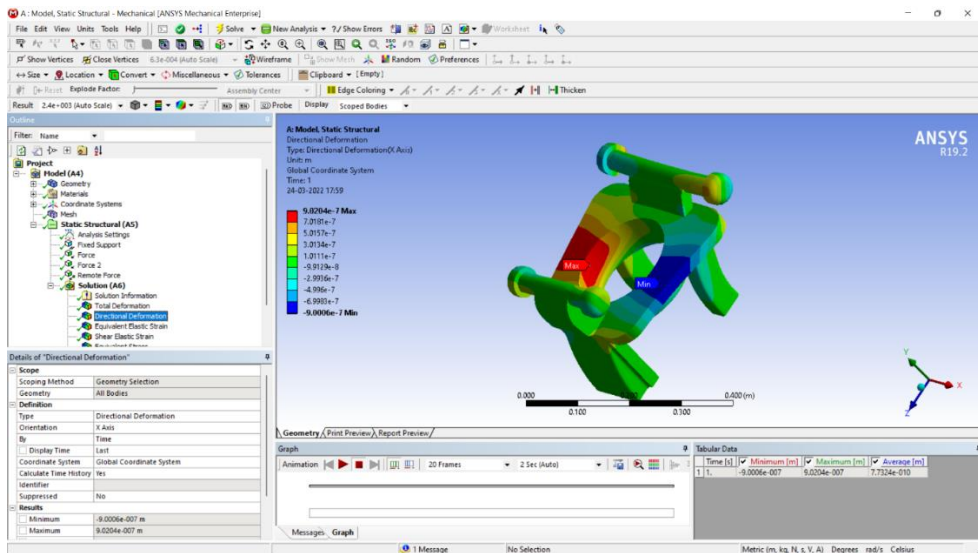 A : Model, Static Structural - Mechanical [ANSYS Mechanical Enterprise]
File Edit View Units Tools Help Solve New Analysis ?/ Show Errors Worksheet
Show Vertices Close Vertices 6.3e-004 (Auto Scale) Wireframe Show Mesh Random Preferences
Size Location Convert Miscellaneous Tolerances Clipboard [Empty]
Reset Explode Factor: Assembly Center Edge Coloring Thicken
Result 2.4e+003 (Auto Scale) Probe Display Scoped Bodies
Outline
Filter: Name
Project
Model (A4)
Geometry
Materials
Coordinate Systems
Mesh
Static Structural (A5)
Analysis Settings
Fixed Support
Force
Force 2
Remote Force
Solution (A6)
Solution Information
Total Deformation
Directional Deformation
Equivalent Elastic Strain
Shear Elastic Strain
Equivalent Stress
Details of "Directional Deformation"
Scope
Scoping Method Geometry Selection
Geometry All Bodies
Definition
Type Directional Deformation
Orientation X Axis
By Time
Display Time Last
Coordinate System Global Coordinate System
Calculate Time History Yes
Identifier
Suppressed No
Results
Minimum -9.0006e-007 m
Maximum 9.0204e-007 m
A: Model, Static Structural
Directional Deformation
Type: Directional Deformation(X Axis)
Unit: m
Global Coordinate System
Time: 1
24-03-2023 17:59
9.0204e-7 Max
7.0181e-7
5.0157e-7
3.0134e-7
1.0111e-7
-9.9129e-8
-2.9936e-7
-4.996e-7
-6.9983e-7
-9.0006e-7 Min
ANSYS
R19.2
Max
Min
0.000 0.400 (m)
0.100 0.300
Y
X
Z
Geometry Print Preview Report Preview
Graph
Animation 20 Frames 2 Sec (Auto)
Messages Graph
Tabular Data
Time [s] Minimum [m] Maximum [m] Average [m]
1 1. -9.0006e-007 9.0204e-007 7.7324e-010
1 Message No Selection Metric (m, kg, N, s, V, A) Degrees rad/s Celsius